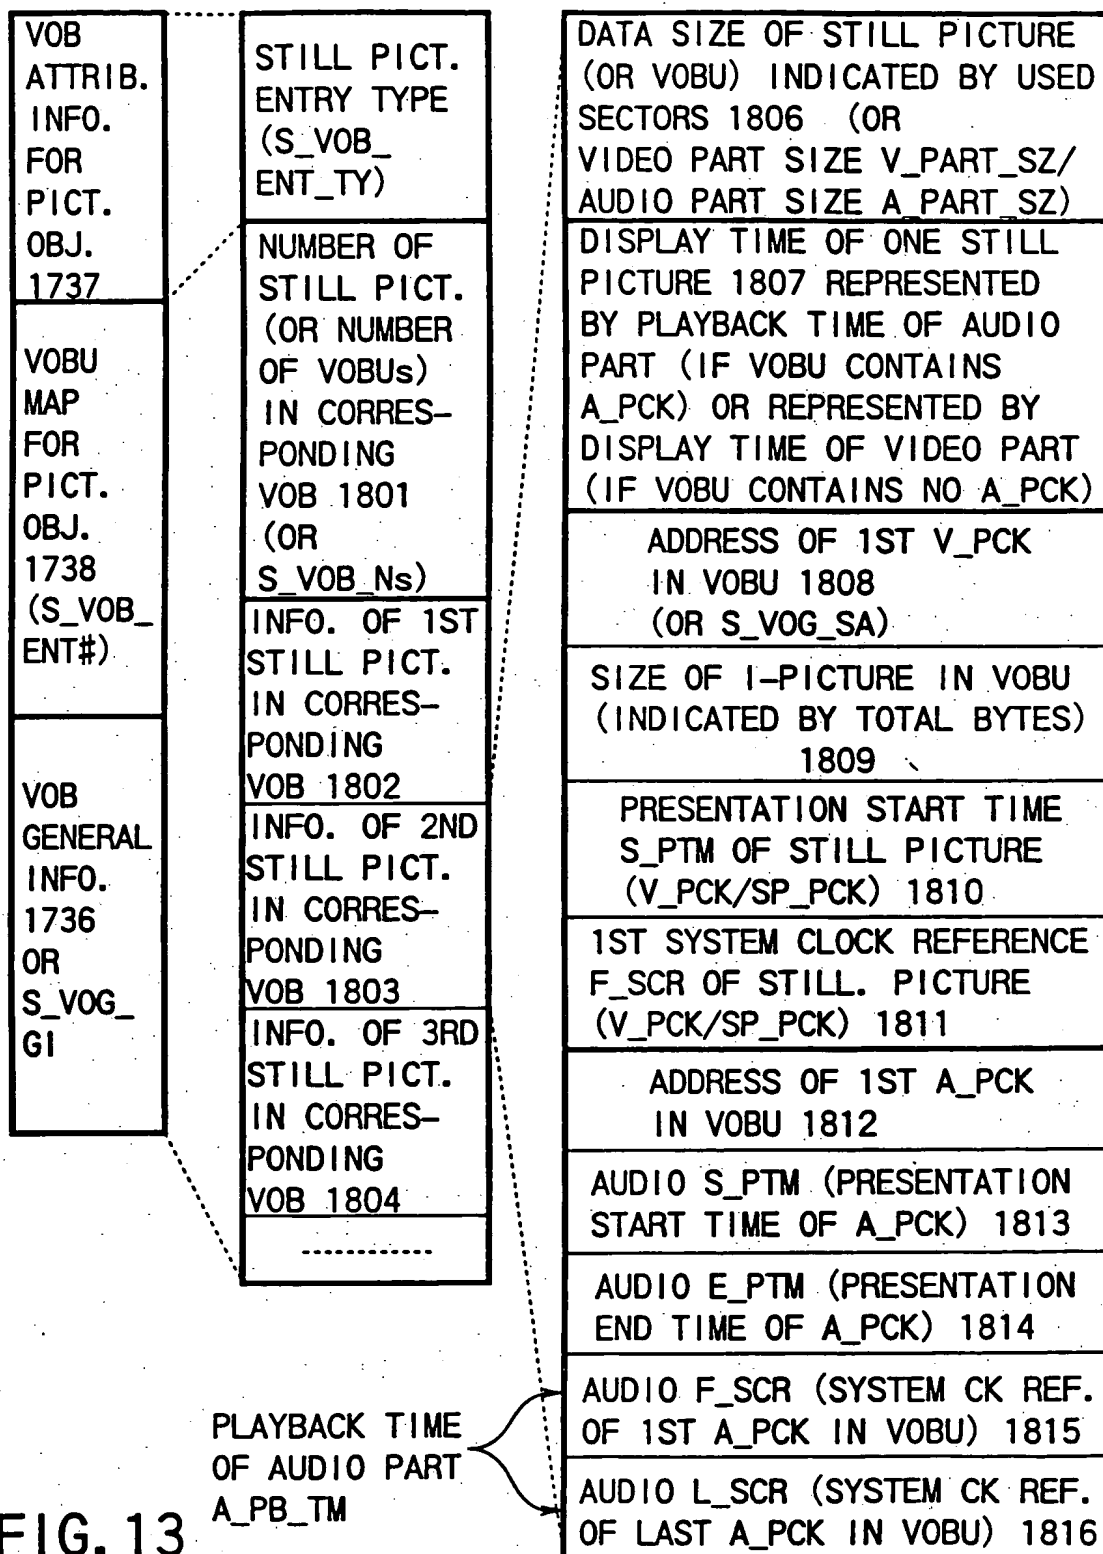 VOB
ATTRIB.
INFO.
FOR
PICT.
OBJ.
1737
VOBU
MAP
FOR
PICT.
OBJ.
1738
(S_VOB_
ENT#)
VOB
GENERAL
INFO.
1736
OR
S_VOG_
GI
STILL PICT.
ENTRY TYPE
(S_VOB_
ENT_TY)
NUMBER OF
STILL PICT.
(OR NUMBER
OF VOBUs)
IN CORRES-
PONDING
VOB 1801
(OR
S_VOB_Ns)
INFO. OF 1ST
STILL PICT.
IN CORRES-
PONDING
VOB 1802
INFO. OF 2ND
STILL PICT.
IN CORRES-
PONDING
VOB 1803
INFO. OF 3RD
STILL PICT.
IN CORRES-
PONDING
VOB 1804
DATA SIZE OF STILL PICTURE
(OR VOBU) INDICATED BY USED
SECTORS 1806 (OR
VIDEO PART SIZE V_PART_SZ/
AUDIO PART SIZE A_PART_SZ)
DISPLAY TIME OF ONE STILL
PICTURE 1807 REPRESENTED
BY PLAYBACK TIME OF AUDIO
PART (IF VOBU CONTAINS
A_PCK) OR REPRESENTED BY
DISPLAY TIME OF VIDEO PART
(IF VOBU CONTAINS NO A_PCK)
ADDRESS OF 1ST V_PCK
IN VOBU 1808
(OR S_VOG_SA)
SIZE OF I-PICTURE IN VOBU
(INDICATED BY TOTAL BYTES)
1809
PRESENTATION START TIME
S_PTM OF STILL PICTURE
(V_PCK/SP_PCK) 1810
1ST SYSTEM CLOCK REFERENCE
F_SCR OF STILL. PICTURE
(V_PCK/SP_PCK) 1811
ADDRESS OF 1ST A_PCK
IN VOBU 1812
AUDIO S_PTM (PRESENTATION
START TIME OF A_PCK) 1813
AUDIO E_PTM (PRESENTATION
END TIME OF A_PCK) 1814
AUDIO F_SCR (SYSTEM CK REF.
OF 1ST A_PCK IN VOBU) 1815
AUDIO L_SCR (SYSTEM CK REF.
OF LAST A_PCK IN VOBU) 1816
PLAYBACK TIME
OF AUDIO PART
A_PB_TM
FIG. 13